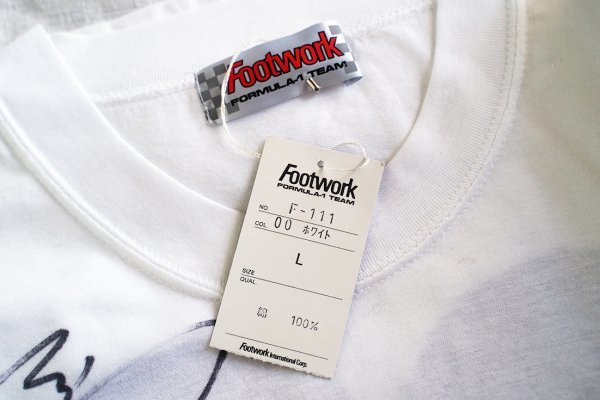 Footwork
FORMULA-1 TEAM
Footwork
FORMULA-1 TEAM
NO. F-111
COL. 00 ホワイト
L
SIZE
QUAL.
綿 100%
Footwork International Corp.